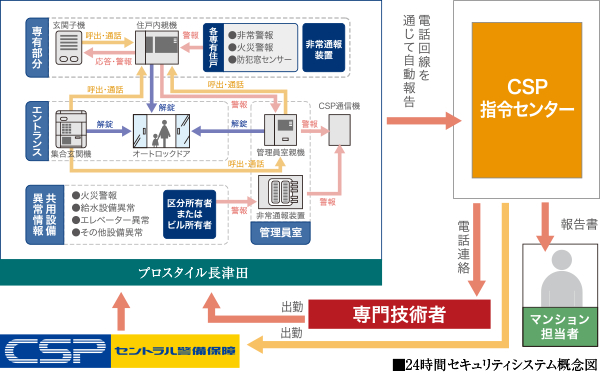 専有部分
玄関子機
住戸内親機
呼出・通話
応答・警報
警報
各専有住戸
●非常警報
●火災警報
●防犯窓センサー
非常通報
装置
呼出・通話
警報
呼出・通話
エントランス
集合玄関機
解錠
オートロックドア
解錠
管理員室親機
警報
CSP通信機
呼出・通話
共用設備
異常情報
●火災警報
●給水設備異常
●エレベーター異常
●その他設備異常
区分所有者
または
ビル所有者
警報
非常通報装置
警報
管理員室
プロスタイル長津田
電話回線を
通じて自動報告
CSP
指令センター
電話連絡
報告書
マンション
担当者
専門技術者
出勤
出勤
CSP
セントラル警備保障
■24時間セキュリティシステム概念図